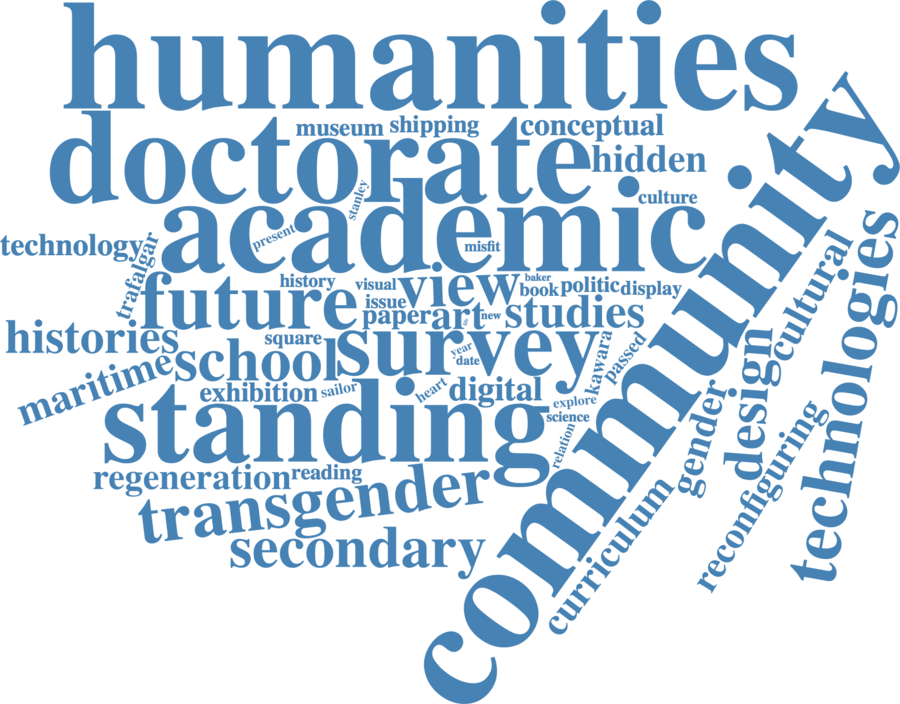 humanities
community
doctorate
museum
shipping
conceptual
hidden
academic
stanley
culture
present
misfit
technology
trafalgar
technologies
cultural
future
history
visual
issue
view
baker
book
politic
display
paper
art
new
studies
histories
square
school
survey
year
date
kawara
passed
maritime
exhibition
sailor
heart
digital
explore
science
design
gender
reconfiguring
standing
relation
regeneration
reading
transgender
secondary
curriculum